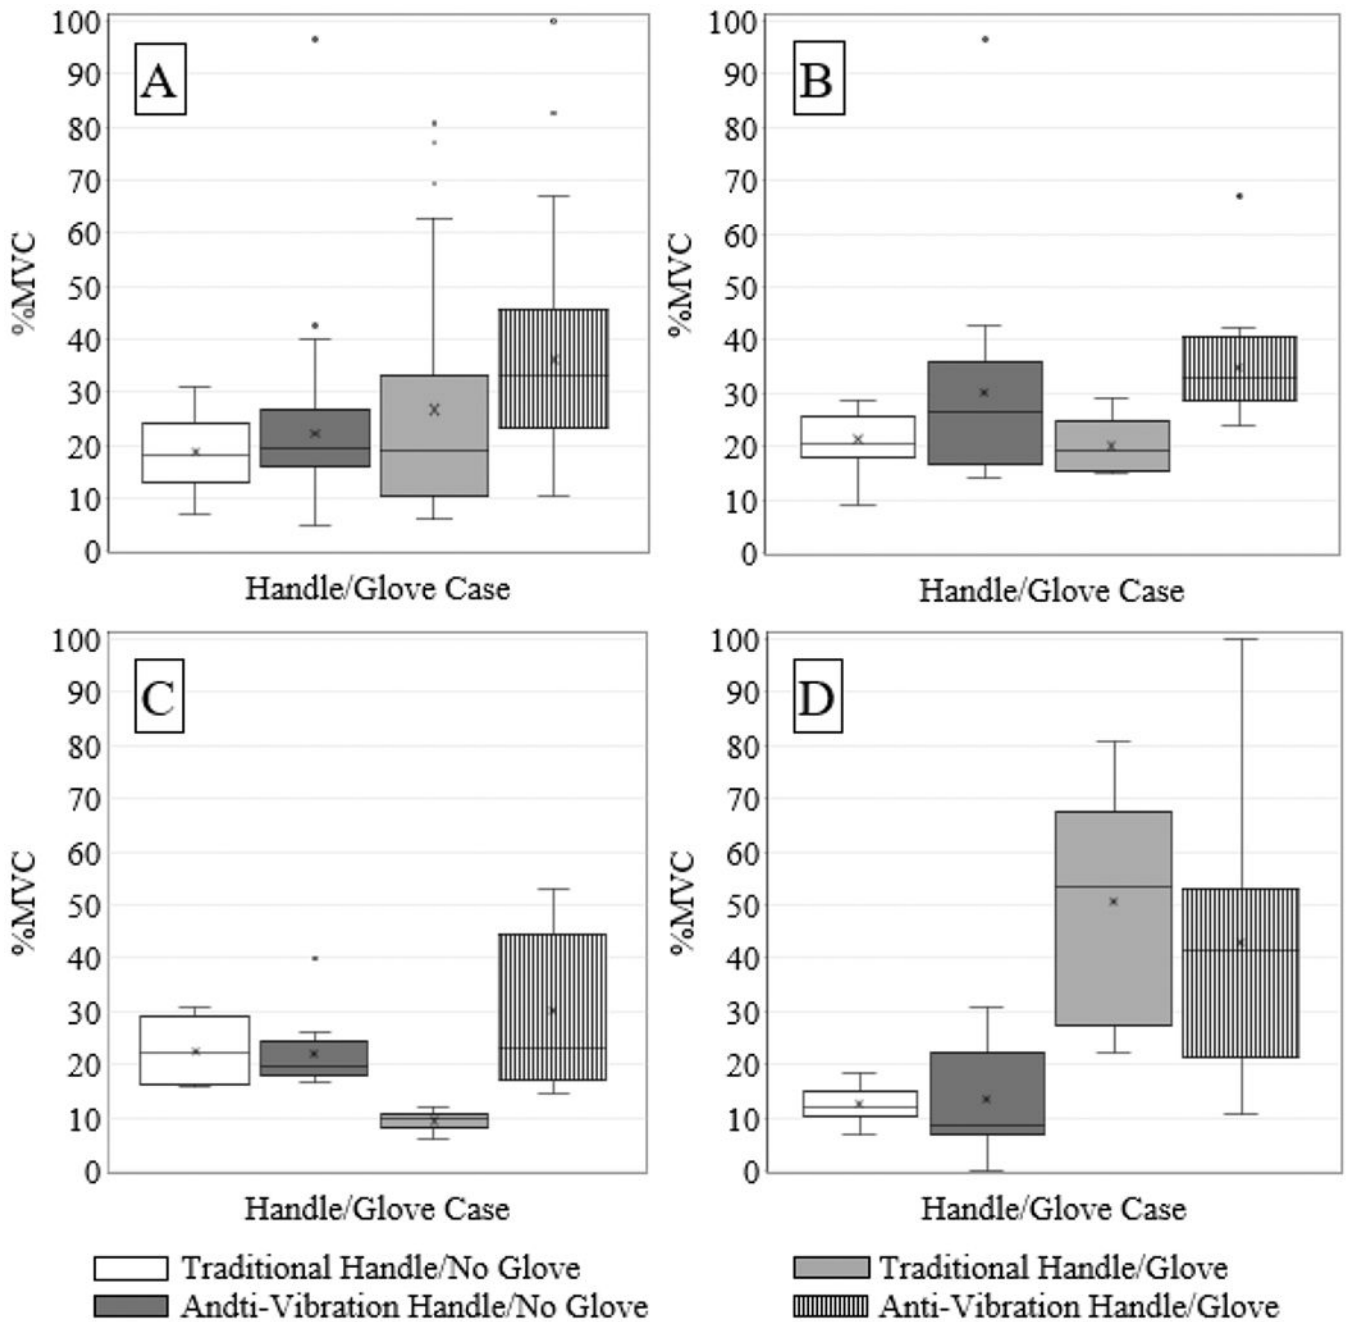 100
90
80
70
60
50
40
30
20
10
0
%MVC
A
Handle/Glove Case
100
90
80
70
60
50
40
30
20
10
0
%MVC
B
Handle/Glove Case
100
90
80
70
60
50
40
30
20
10
0
%MVC
C
Handle/Glove Case
100
90
80
70
60
50
40
30
20
10
0
%MVC
D
Handle/Glove Case
Traditional Handle/No Glove
Andti-Vibration Handle/No Glove
Traditional Handle/Glove
Anti-Vibration Handle/Glove